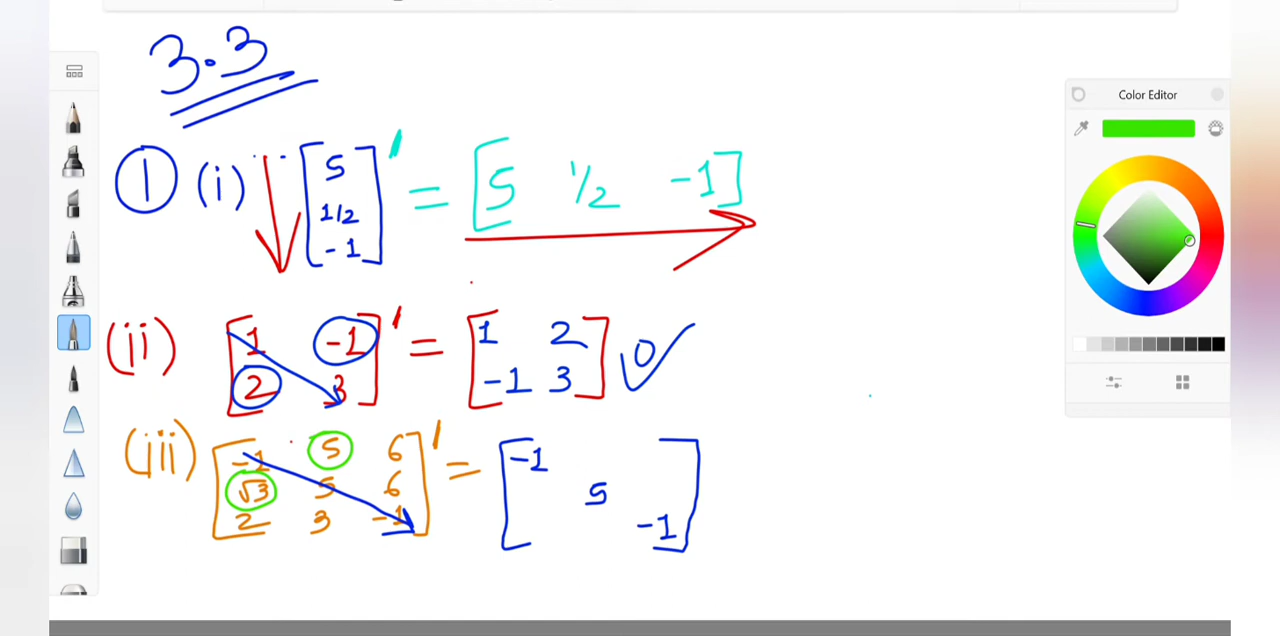 3.3
Color Editor
① (i) [5 1/2 -1]' = [5 1/2 -1]
(ii) [1 -1
2 3]' = [1 2
-1 3]
(iii) [-1 5 6
√3 5 6
2 3 -1]' = [-1
5
-1]